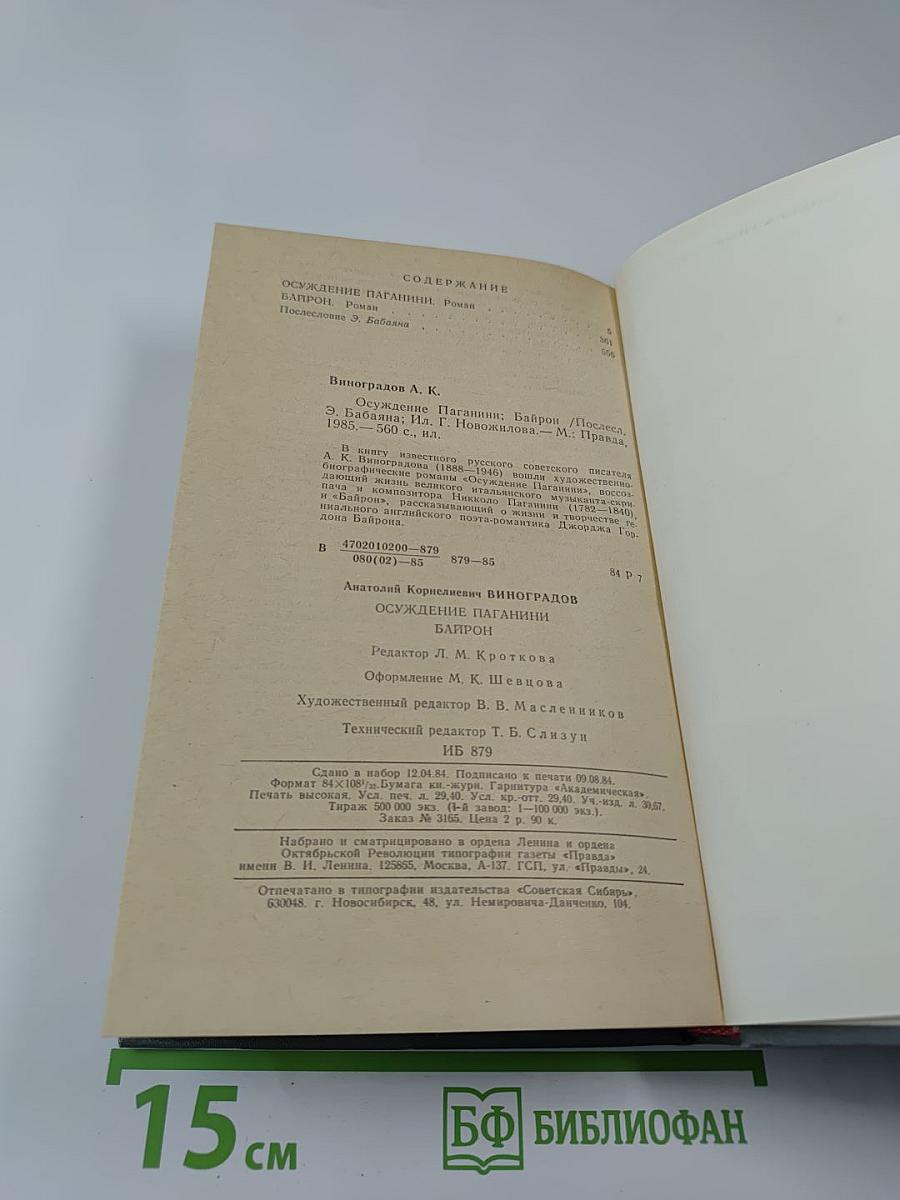 СОДЕРЖАНИЕ
ОСУЖДЕНИЕ ПАГАНИНИ. Роман . . . . . . 5
БАЙРОН. Роман . . . . . . . . . . 361
Послесловие Э. Бабаяна . . . . . . . . 556
Виноградов А. К.
Осуждение Паганини; Байрон /Послесл.
Э. Бабаяна; Ил. Г. Новожилова.— М.: Правда,
1985.— 560 с., ил.
В книгу известного русского советского писателя
А. К. Виноградова (1888—1946) вошли художественно-
биографические романы «Осуждение Паганини», воссоз-
дающий жизнь великого итальянского музыканта-скри-
пача и композитора Никколо Паганини (1782—1840),
и «Байрон», рассказывающий о жизни и творчестве ге-
ниального английского поэта-романтика Джорджа Гор-
дона Байрона.
В 4702010200—879 879—85
080(02)—85
84 Р 7
Анатолий Корнелиевич ВИНОГРАДОВ
ОСУЖДЕНИЕ ПАГАНИНИ
БАЙРОН
Редактор Л. М. Кроткова
Оформление М. К. Шевцова
Художественный редактор В. В. Масленников
Технический редактор Т. Б. Слизун
ИБ 879
Сдано в набор 12.04.84. Подписано к печати 09.08.84.
Формат 84×108¹/₃₂. Бумага кн.-журн. Гарнитура «Академическая».
Печать высокая. Усл. печ. л. 29,40. Усл. кр.-отт. 29,40. Уч.-изд. л. 30,67.
Тираж 500 000 экз. (1-й завод: 1—100 000 экз.).
Заказ № 3165. Цена 2 р. 90 к.
Набрано и сматрицировано в ордена Ленина и ордена
Октябрьской Революции типографии газеты «Правда»
имени В. И. Ленина. 125865, Москва, А-137, ГСП, ул. «Правды», 24.
Отпечатано в типографии издательства «Советская Сибирь»,
630048. г. Новосибирск, 48, ул. Немировича-Данченко, 104.
15 см
БФ БИБЛИОФАН